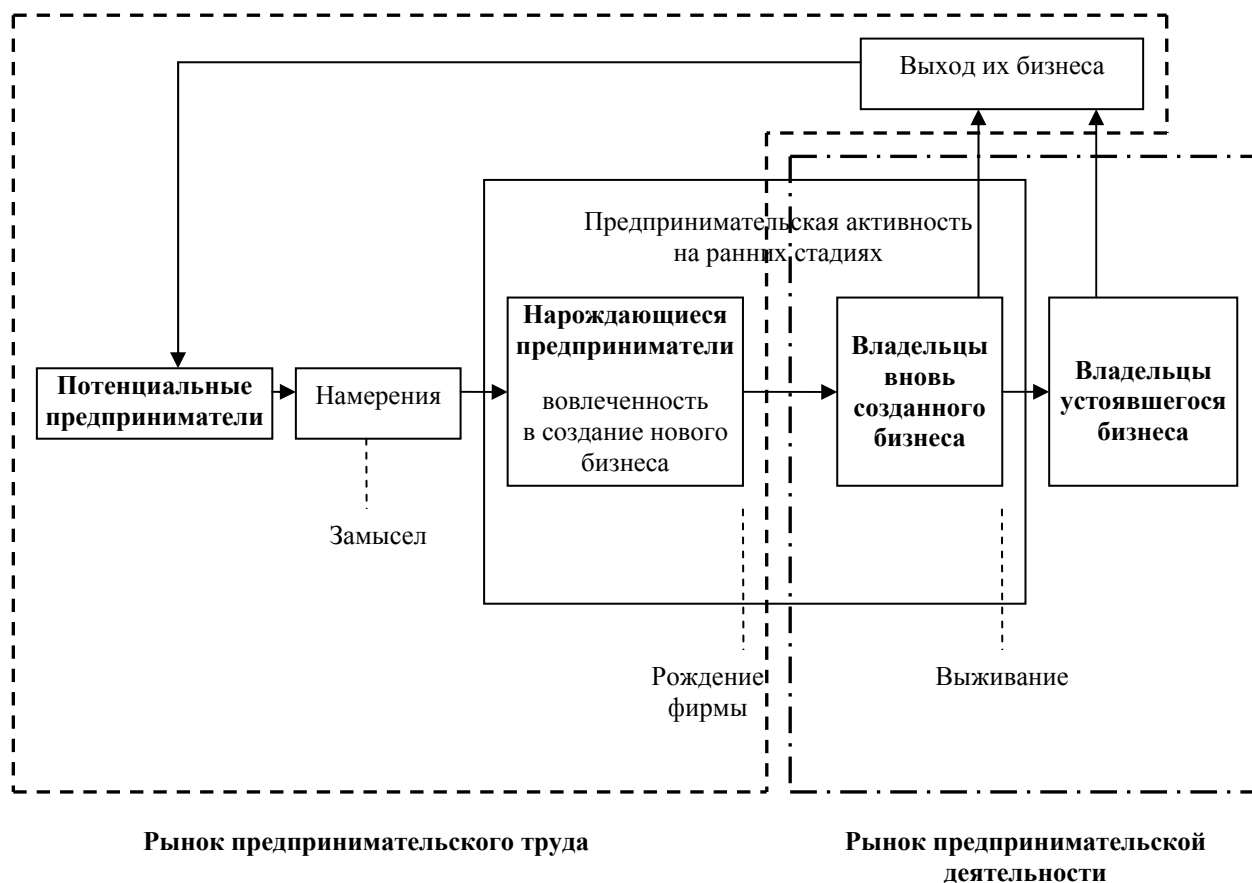 Выход их бизнеса
Предпринимательская активность
на ранних стадиях
Потенциальные
предприниматели
Намерения
Нарождающиеся
предприниматели
вовлеченность
в создание нового
бизнеса
Владельцы
вновь
созданного
бизнеса
Владельцы
устоявшегося
бизнеса
Замысел
Рождение
фирмы
Выживание
Рынок предпринимательского труда
Рынок предпринимательской
деятельности